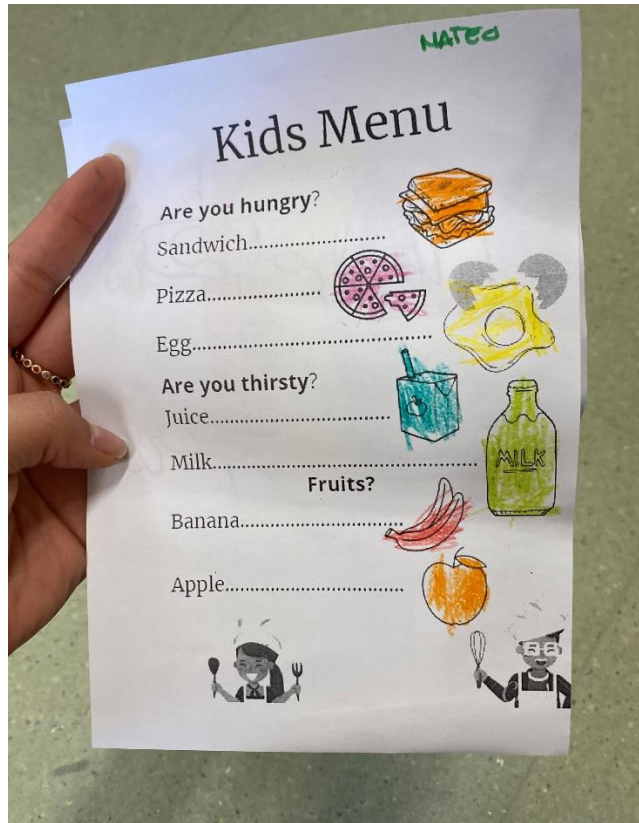 NATEO
Kids Menu
Are you hungry?
Sandwich..............................
Pizza......................
Egg.............................................
Are you thirsty?
Juice...................................
Milk...................................................
MILK
Fruits?
Banana................................
Apple...................................